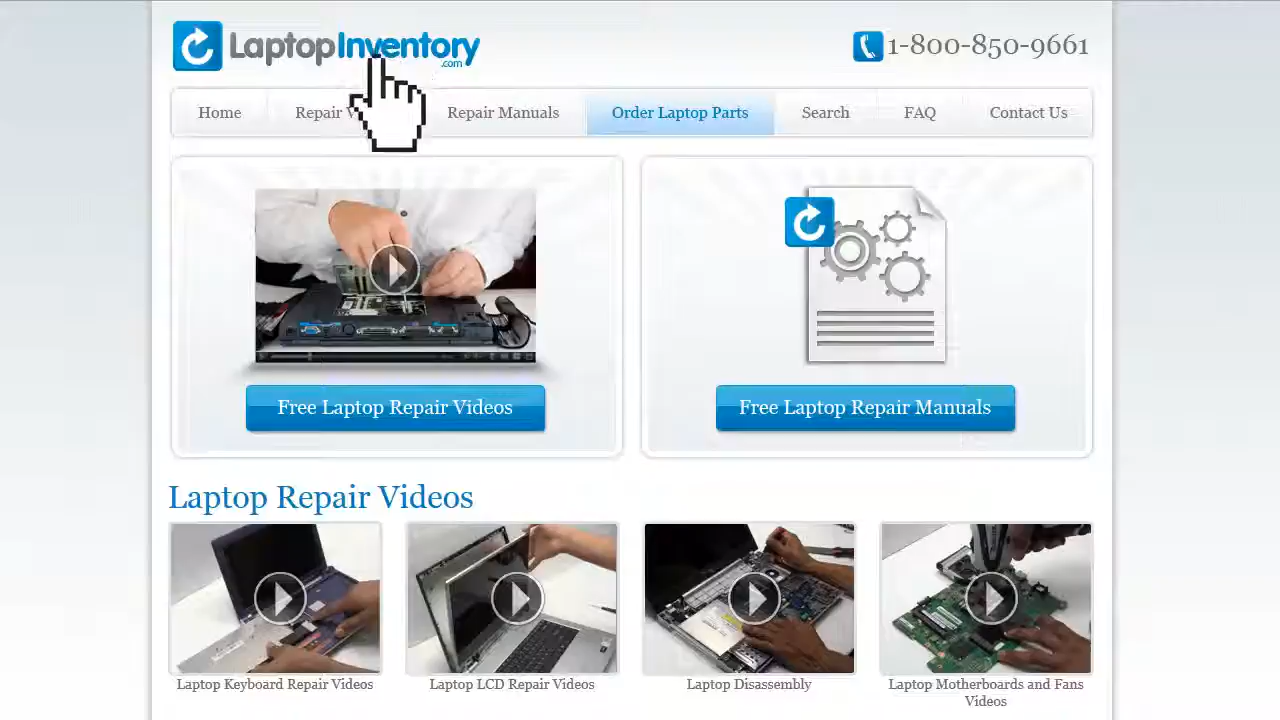 LaptopInventory
.com
1-800-850-9661
Home
Repair
Repair Manuals
Order Laptop Parts
Search
FAQ
Contact Us
Free Laptop Repair Videos
Free Laptop Repair Manuals
Laptop Repair Videos
Laptop Keyboard Repair Videos
Laptop LCD Repair Videos
Laptop Disassembly
Laptop Motherboards and Fans
Videos